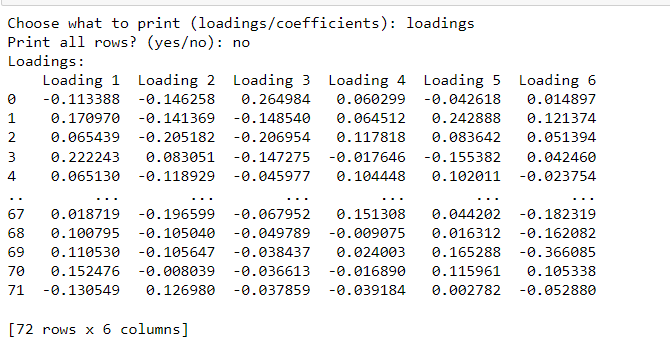 Choose what to print (loadings/coefficients): loadings
Print all rows? (yes/no): no
Loadings:
    Loading 1  Loading 2  Loading 3  Loading 4  Loading 5  Loading 6
0   -0.113388  -0.146258   0.264984   0.060299  -0.042618   0.014897
1    0.170970  -0.141369  -0.148540   0.064512   0.242888   0.121374
2    0.065439  -0.205182  -0.206954   0.117818   0.083642   0.051394
3    0.222243   0.083051  -0.147275  -0.017646  -0.155382   0.042460
4    0.065130  -0.118929  -0.045977   0.104448   0.102011  -0.023754
..        ...        ...        ...        ...        ...        ...
67   0.018719  -0.196599  -0.067952   0.151308   0.044202  -0.182319
68   0.100795  -0.105040  -0.049789  -0.009075   0.016312  -0.162082
69   0.110530  -0.105647  -0.038437   0.024003   0.165288  -0.366085
70   0.152476  -0.008039  -0.036613  -0.016890   0.115961   0.105338
71  -0.130549   0.126980  -0.037859  -0.039184   0.002782  -0.052880
[72 rows x 6 columns]